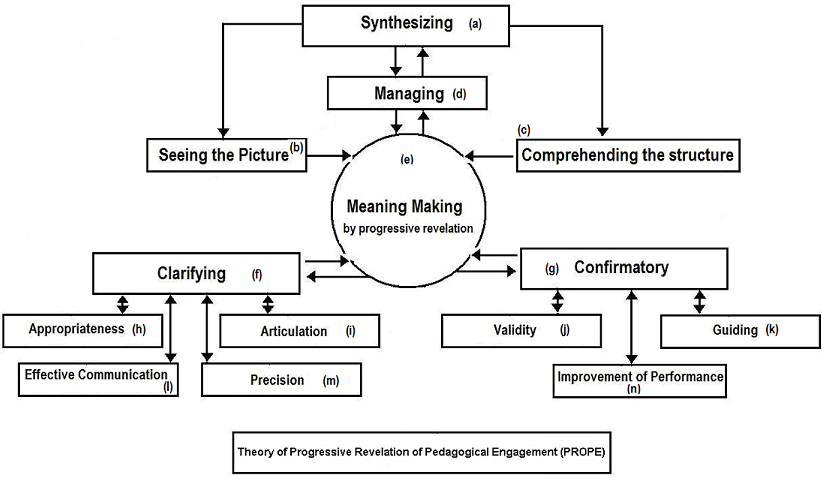 Synthesizing (a)
Managing (d)
Seeing the Picture (b)
(c)
Comprehending the structure
(e)
Meaning Making
by progressive revelation
Clarifying (f)
(g) Confirmatory
Appropriateness (h)
Articulation (i)
Validity (j)
Guiding (k)
Effective Communication
(l)
Precision (m)
Improvement of Performance
(n)
Theory of Progressive Revelation of Pedagogical Engagement (PROPE)